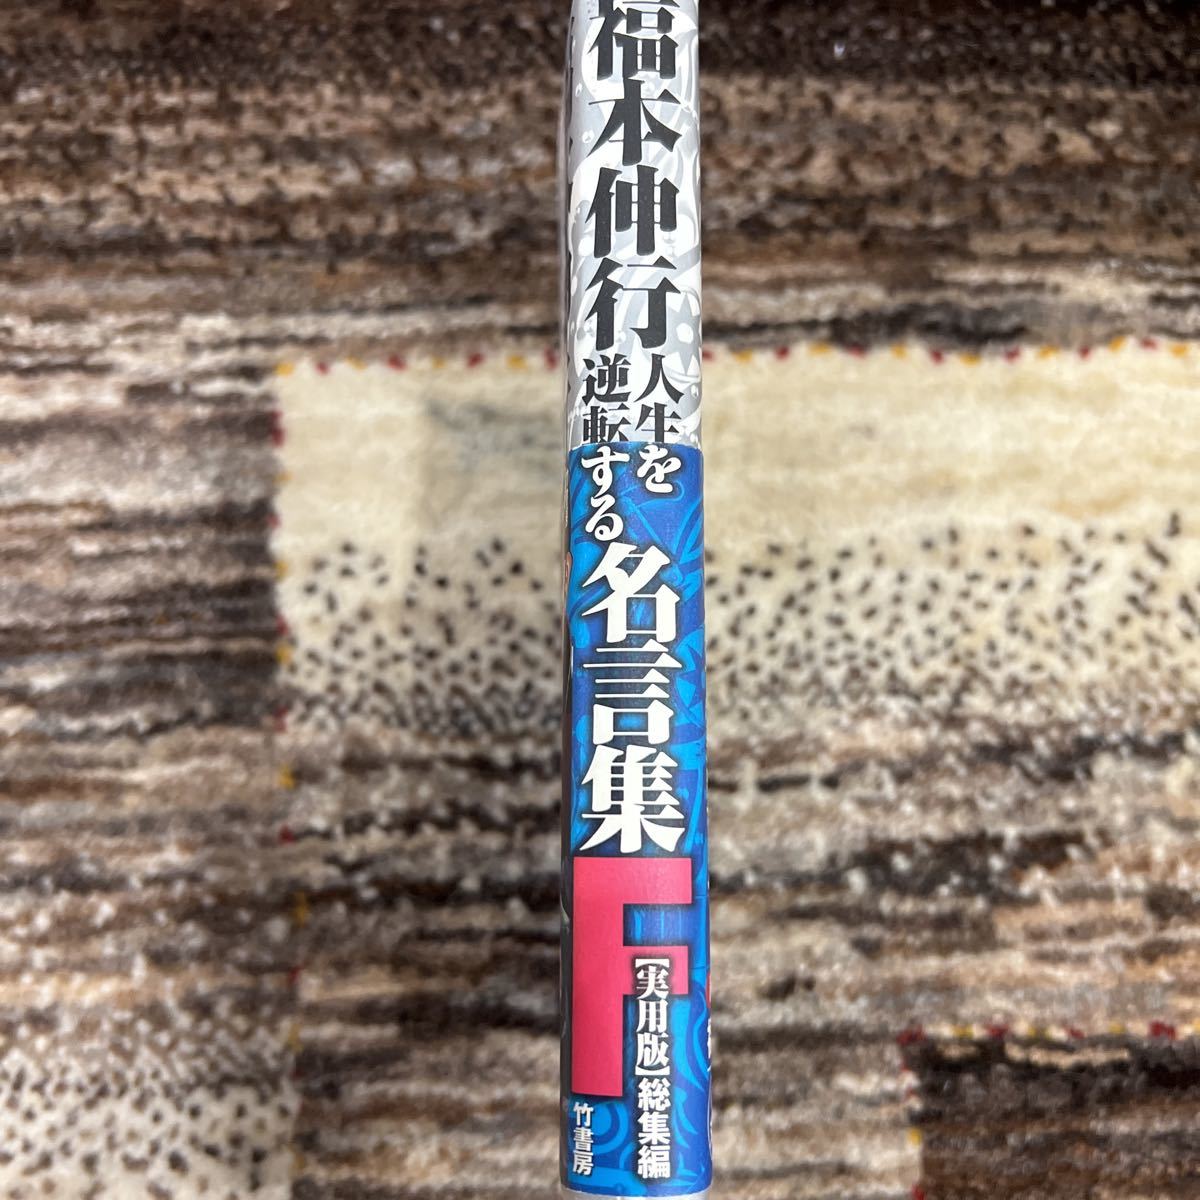 福本伸行
人生を
逆転する
名言集
F
【実用版】総集編
竹書房